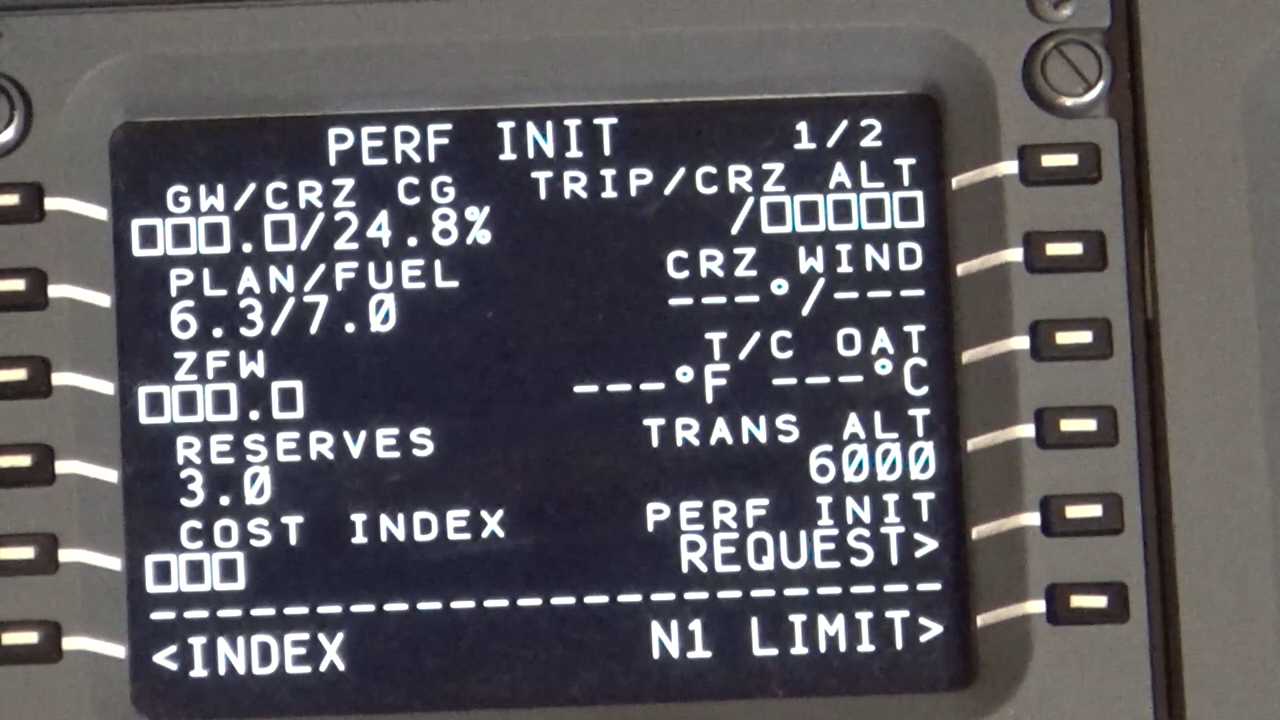 PERF INIT 1/2
GW/CRZ CG TRIP/CRZ ALT
□□□.□/24.8% /□□□□□
PLAN/FUEL CRZ WIND
6.3/7.0 ---°/---
ZFW T/C OAT
□□□.□ ---°F ---°C
RESERVES TRANS ALT
3.0 6000
COST INDEX PERF INIT
□□□ REQUEST>
------------------------
<INDEX N1 LIMIT>